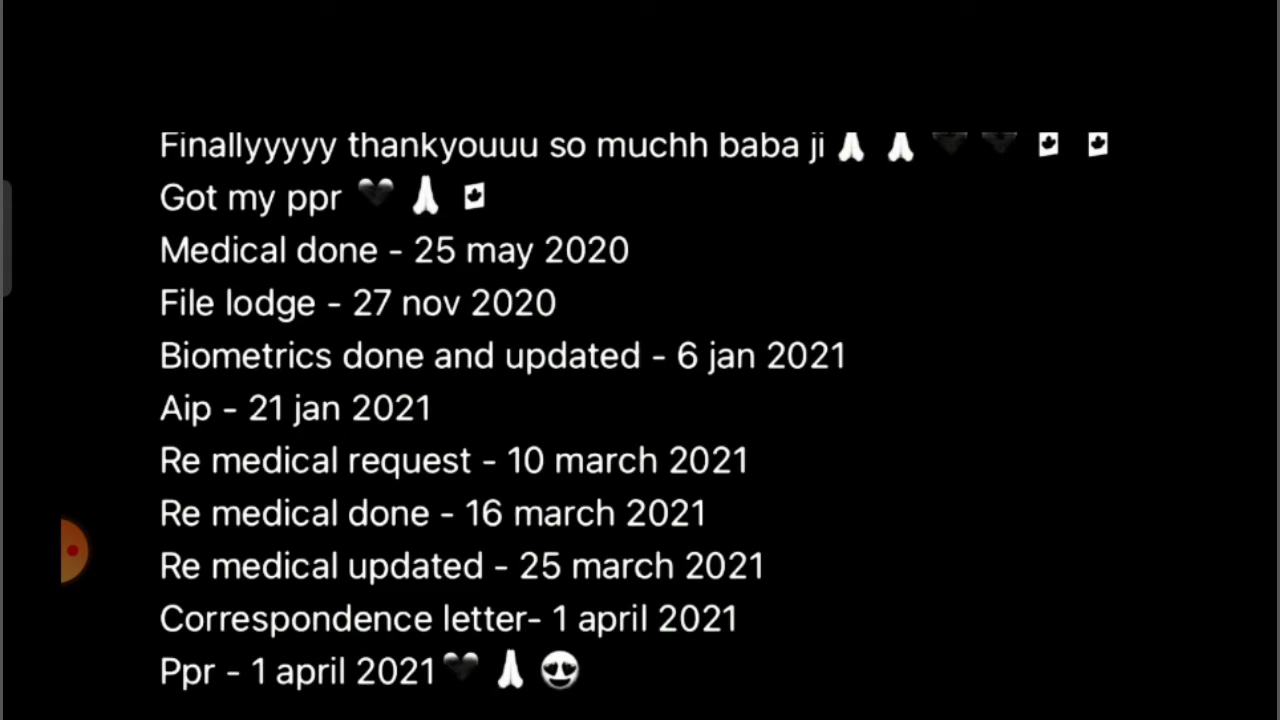 Finallyyyyy thankyouuu so muchh baba ji 🙏 🙏 🖤 🖤 🇨🇦 🇨🇦
Got my ppr 🖤 🙏 🇨🇦
Medical done - 25 may 2020
File lodge - 27 nov 2020
Biometrics done and updated - 6 jan 2021
Aip - 21 jan 2021
Re medical request - 10 march 2021
Re medical done - 16 march 2021
Re medical updated - 25 march 2021
Correspondence letter- 1 april 2021
Ppr - 1 april 2021🖤 🙏 😍